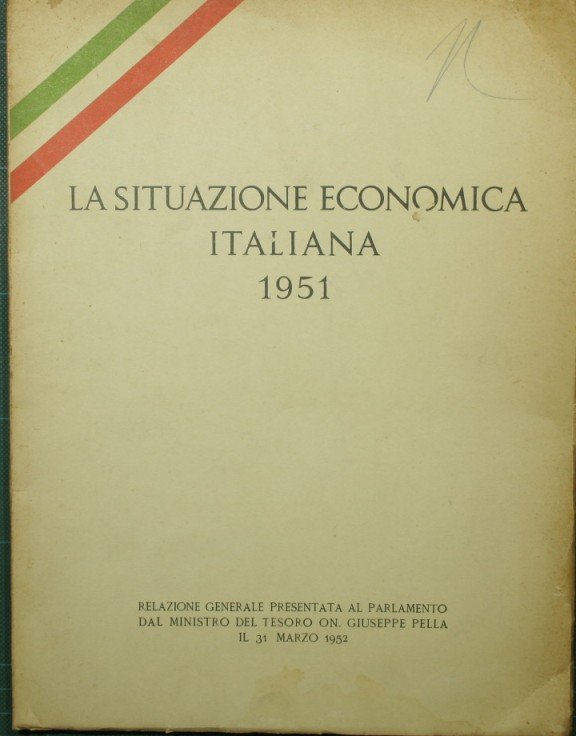 LA SITUAZIONE ECONOMICA
ITALIANA
1951
RELAZIONE GENERALE PRESENTATA AL PARLAMENTO
DAL MINISTRO DEL TESORO ON. GIUSEPPE PELLA
IL 31 MARZO 1952